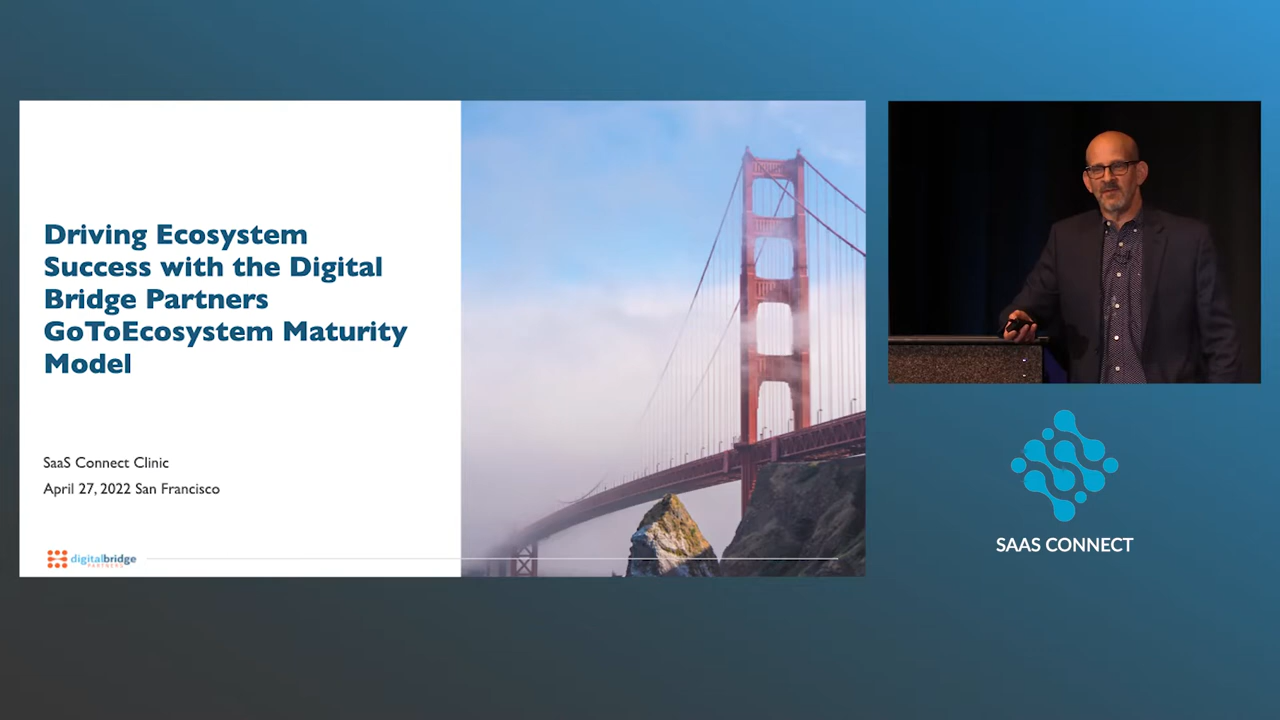 Driving Ecosystem
Success with the Digital
Bridge Partners
GoToEcosystem Maturity
Model
SaaS Connect Clinic
April 27, 2022 San Francisco
digitalbridge
PARTNERS
SAAS CONNECT